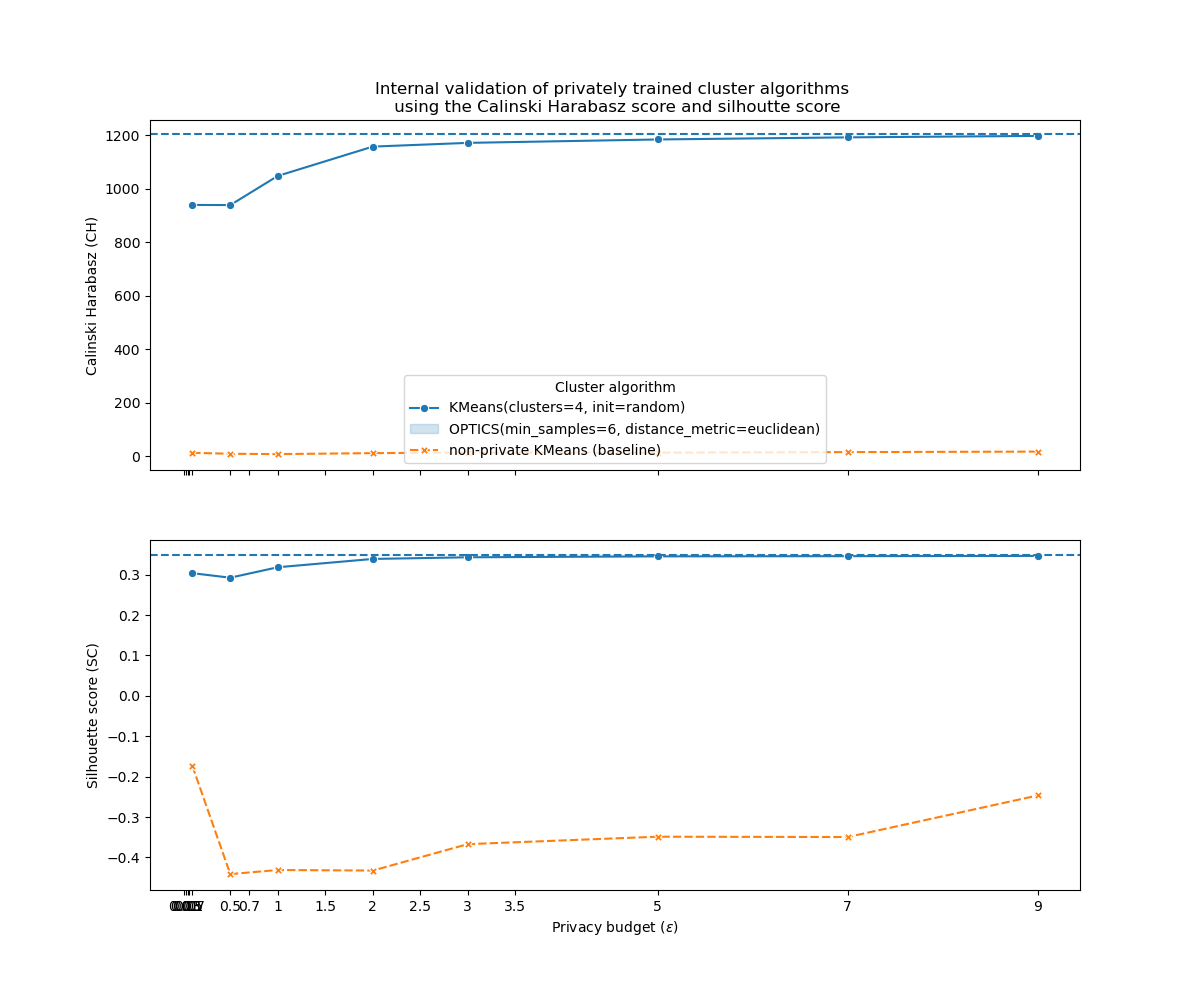 Internal validation of privately trained cluster algorithms
using the Calinski Harabasz score and silhoutte score
1200
1000
800
600
400
200
0
Calinski Harabasz (CH)
Cluster algorithm
KMeans(clusters=4, init=random)
OPTICS(min_samples=6, distance_metric=euclidean)
non-private KMeans (baseline)
0.3
0.2
0.1
0.0
−0.1
−0.2
−0.3
−0.4
Silhouette score (SC)
0.5 0.7 1 1.5 2 2.5 3 3.5 5 7 9
Privacy budget (ε)